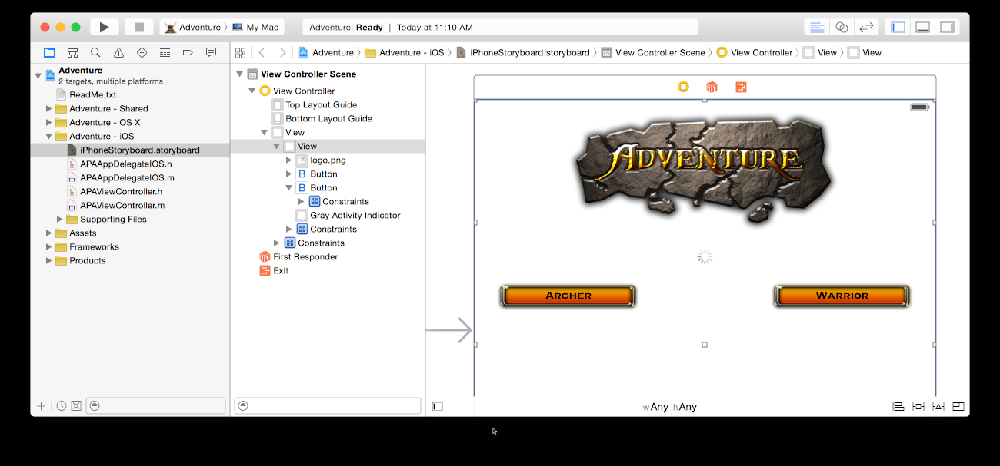 Adventure 〉 My Mac
Adventure: Ready | Today at 11:10 AM
Adventure 〉 Adventure - iOS 〉 iPhoneStoryboard.storyboard 〉 View Controller Scene 〉 View Controller 〉 View 〉 View
Adventure
2 targets, multiple platforms
ReadMe.txt
Adventure - Shared
Adventure - OS X
Adventure - iOS
iPhoneStoryboard.storyboard
h APAAppDelegateIOS.h
m APAAppDelegateIOS.m
h APAViewController.h
m APAViewController.m
Supporting Files
Assets
Frameworks
Products
View Controller Scene
View Controller
Top Layout Guide
Bottom Layout Guide
View
View
logo.png
B Button
B Button
Constraints
Gray Activity Indicator
Constraints
Constraints
First Responder
Exit
ADVENTURE
ARCHER
WARRIOR
wAny hAny